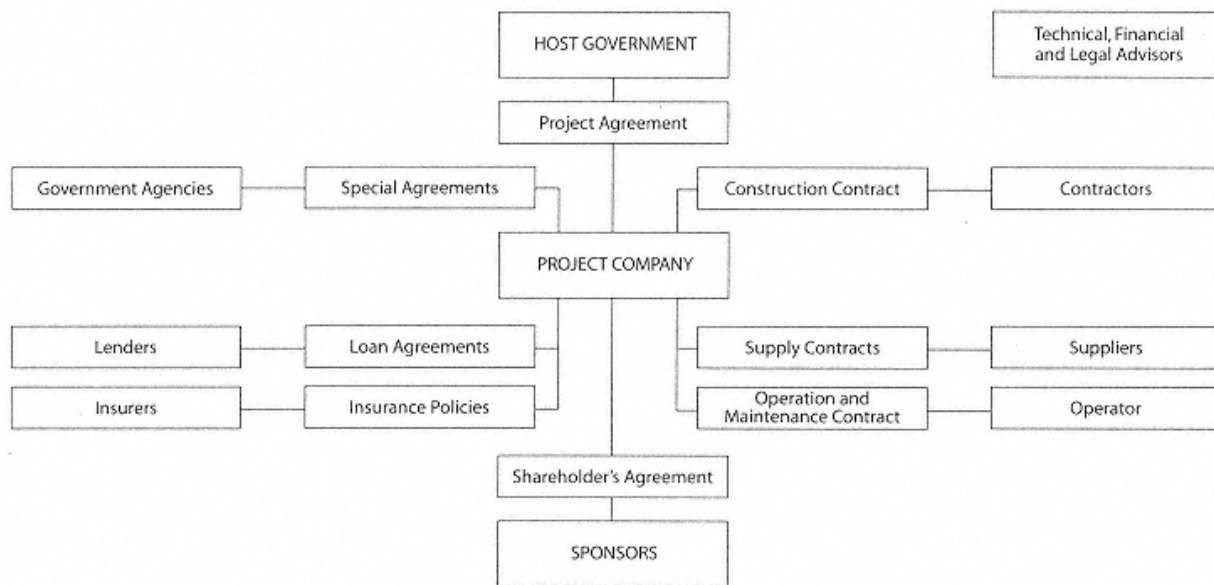 HOST GOVERNMENT
Technical, Financial
and Legal Advisors
Project Agreement
Government Agencies
Special Agreements
Construction Contract
Contractors
PROJECT COMPANY
Lenders
Loan Agreements
Supply Contracts
Suppliers
Insurers
Insurance Policies
Operation and
Maintenance Contract
Operator
Shareholder's Agreement
SPONSORS